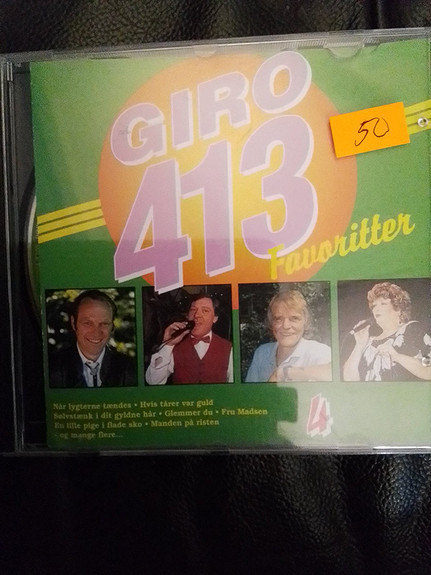 GIRO
413
50
Favoritter
Når lygterne tændes • Hvis tårer var guld
Sølvstænk i dit gyldne hår • Glemmer du • Fru Madsen
En lille pige i flade sko • Manden på risten
- og mange flere...
4